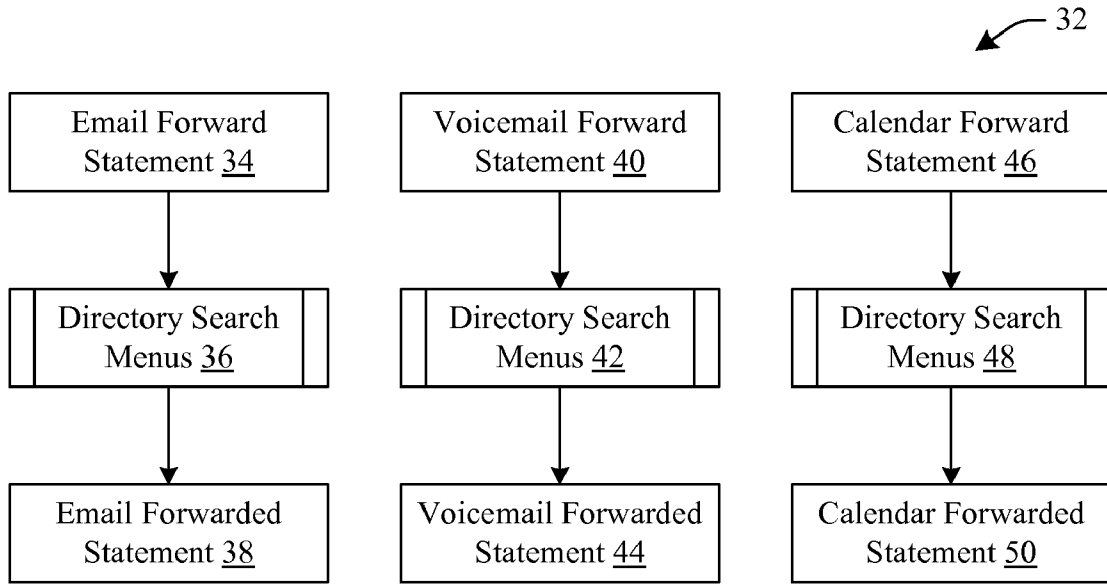 32
Email Forward
Statement 34
Voicemail Forward
Statement 40
Calendar Forward
Statement 46
Directory Search
Menus 36
Directory Search
Menus 42
Directory Search
Menus 48
Email Forwarded
Statement 38
Voicemail Forwarded
Statement 44
Calendar Forwarded
Statement 50